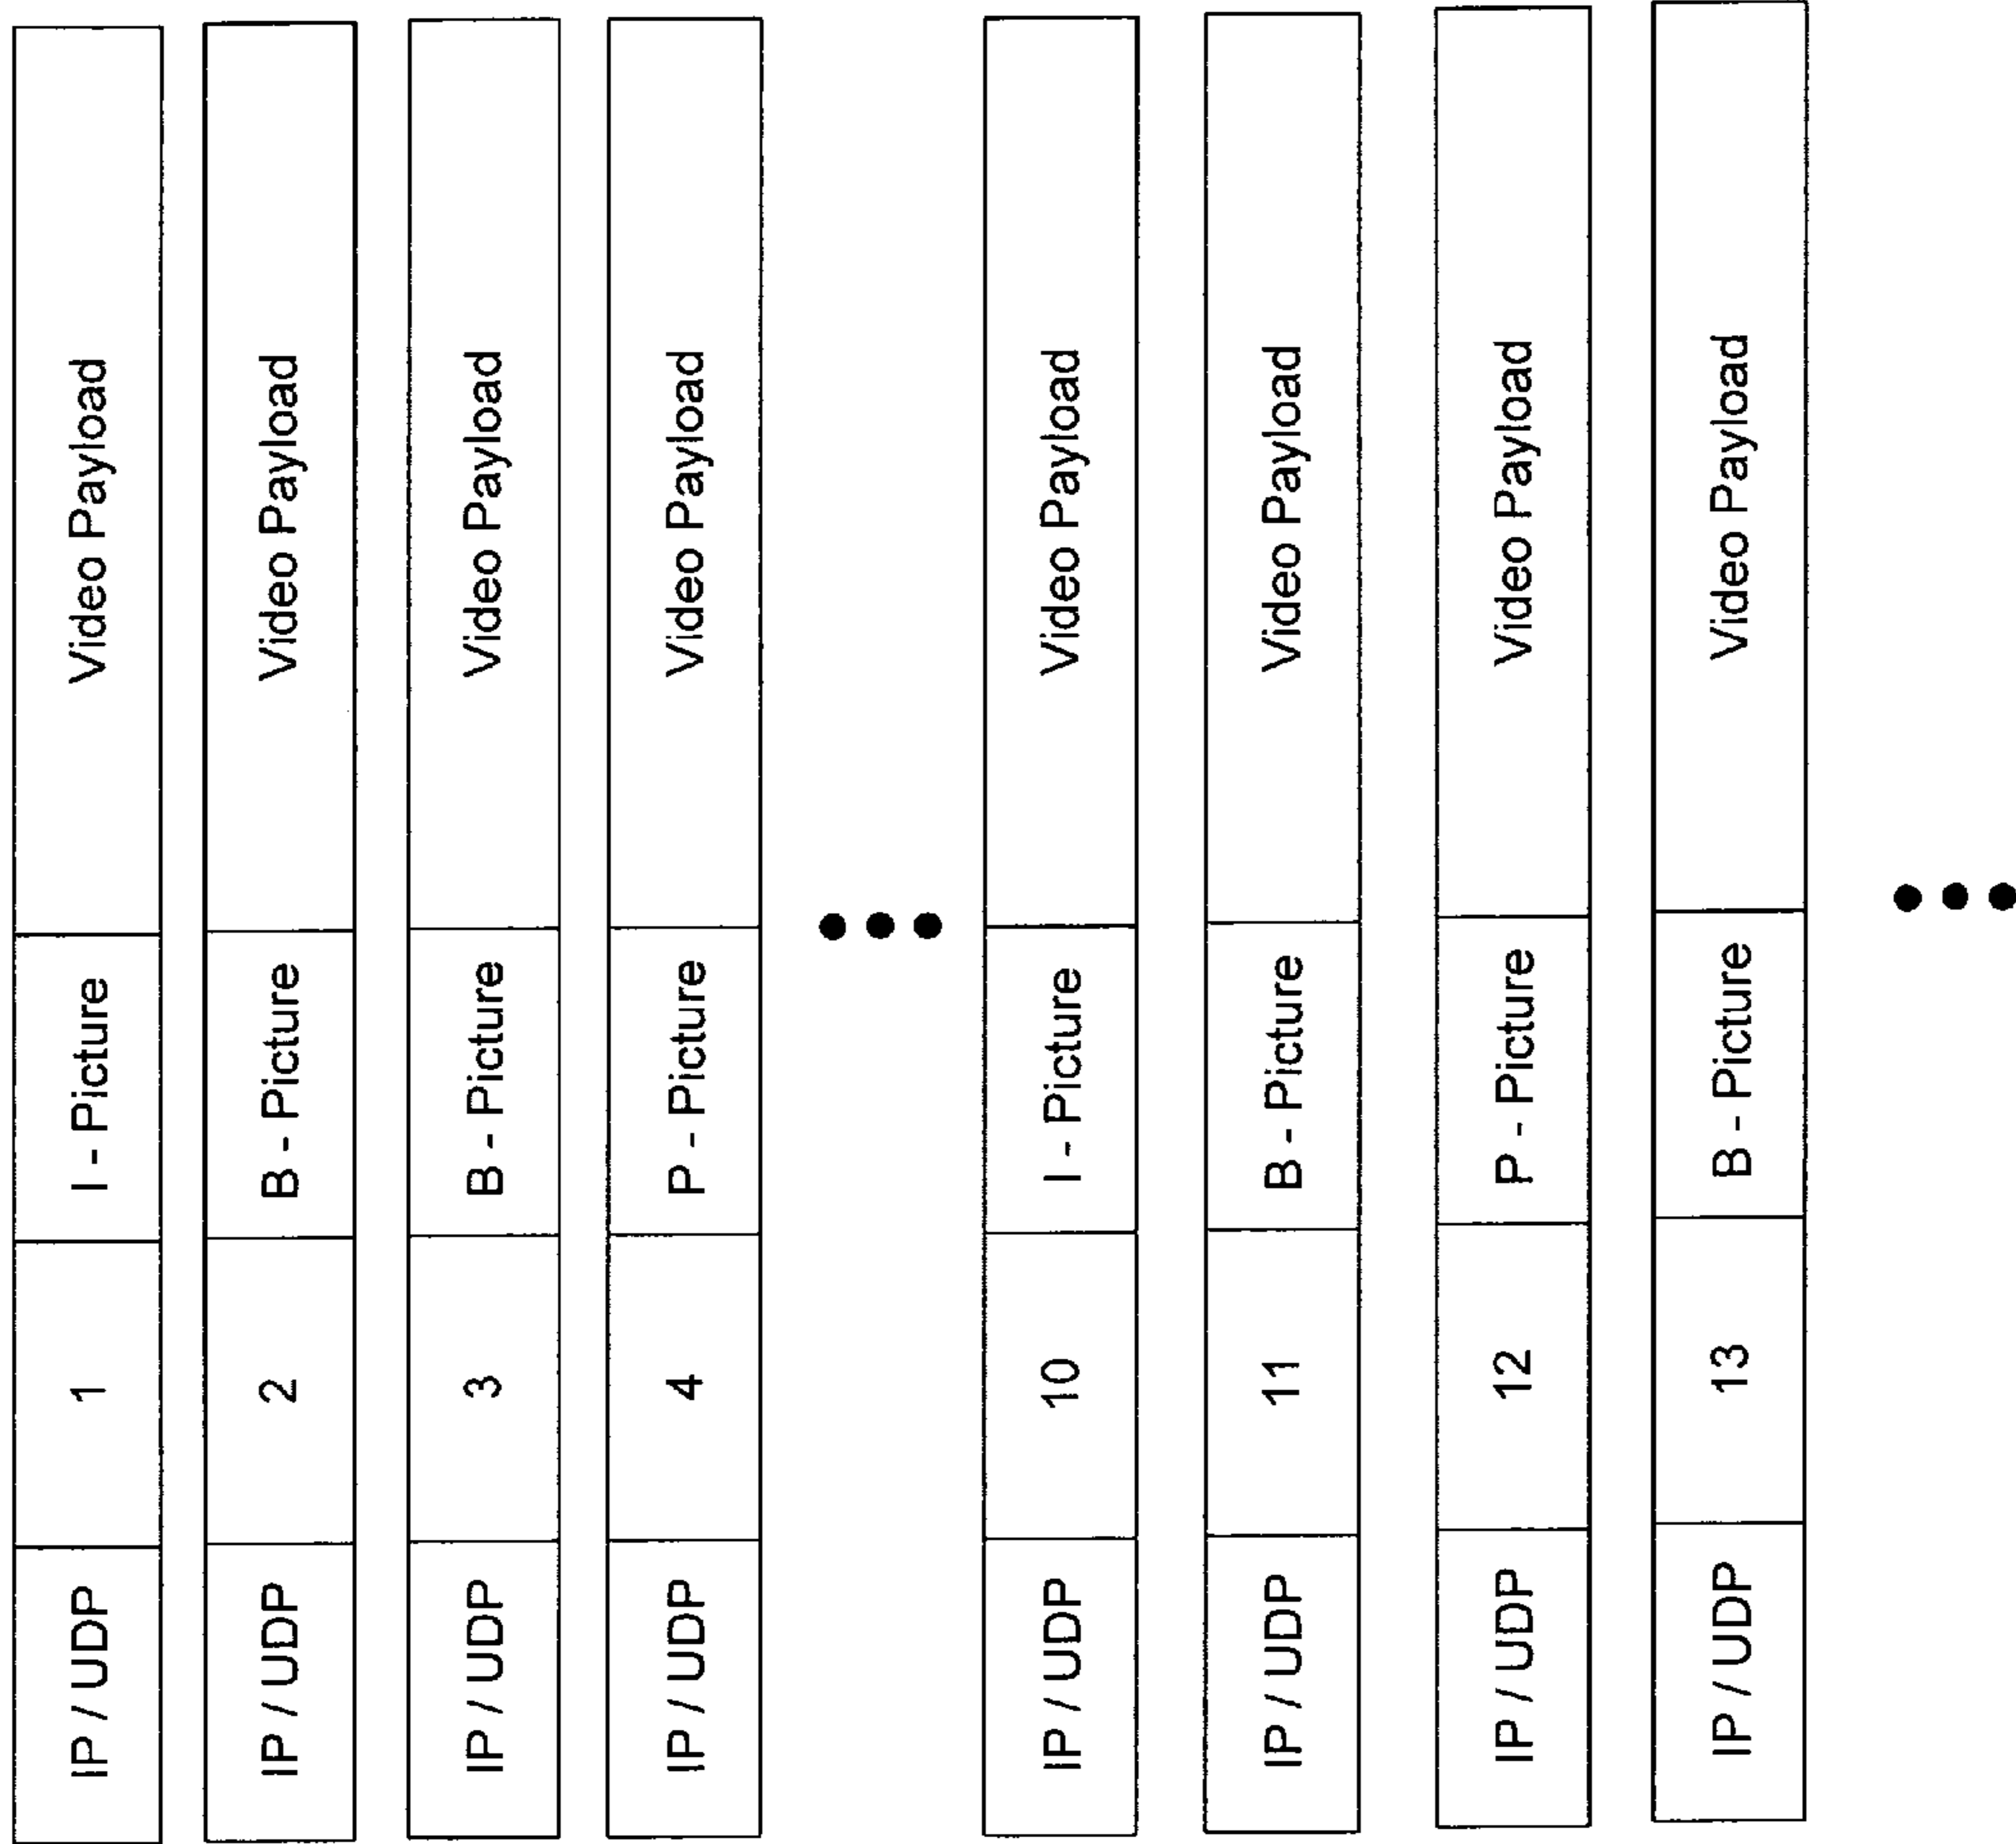 IP / UDP 1 I - Picture Video Payload
IP / UDP 2 B - Picture Video Payload
IP / UDP 3 B - Picture Video Payload
IP / UDP 4 P - Picture Video Payload
IP / UDP 10 I - Picture Video Payload
IP / UDP 11 B - Picture Video Payload
IP / UDP 12 P - Picture Video Payload
IP / UDP 13 B - Picture Video Payload